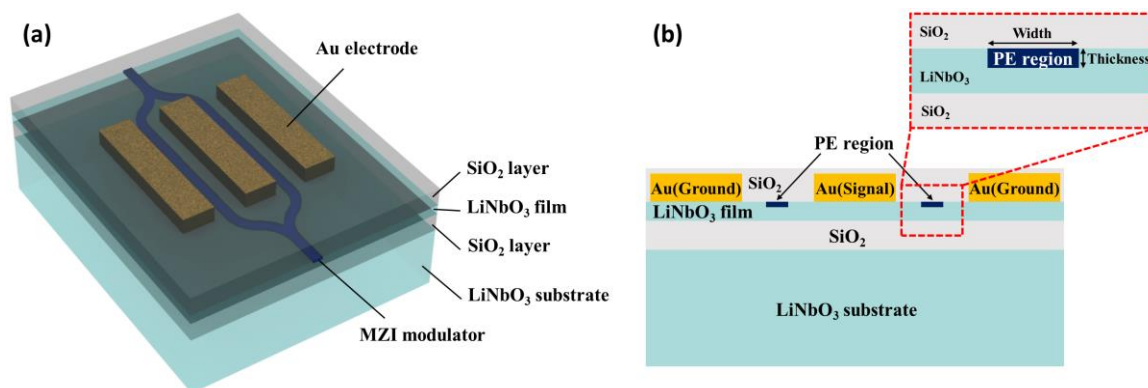 (a)
Au electrode
SiO₂ layer
LiNbO₃ film
SiO₂ layer
LiNbO₃ substrate
MZI modulator
(b)
SiO₂
Width
PE region
Thickness
LiNbO₃
SiO₂
PE region
Au(Ground)
SiO₂
Au(Signal)
Au(Ground)
LiNbO₃ film
SiO₂
LiNbO₃ substrate